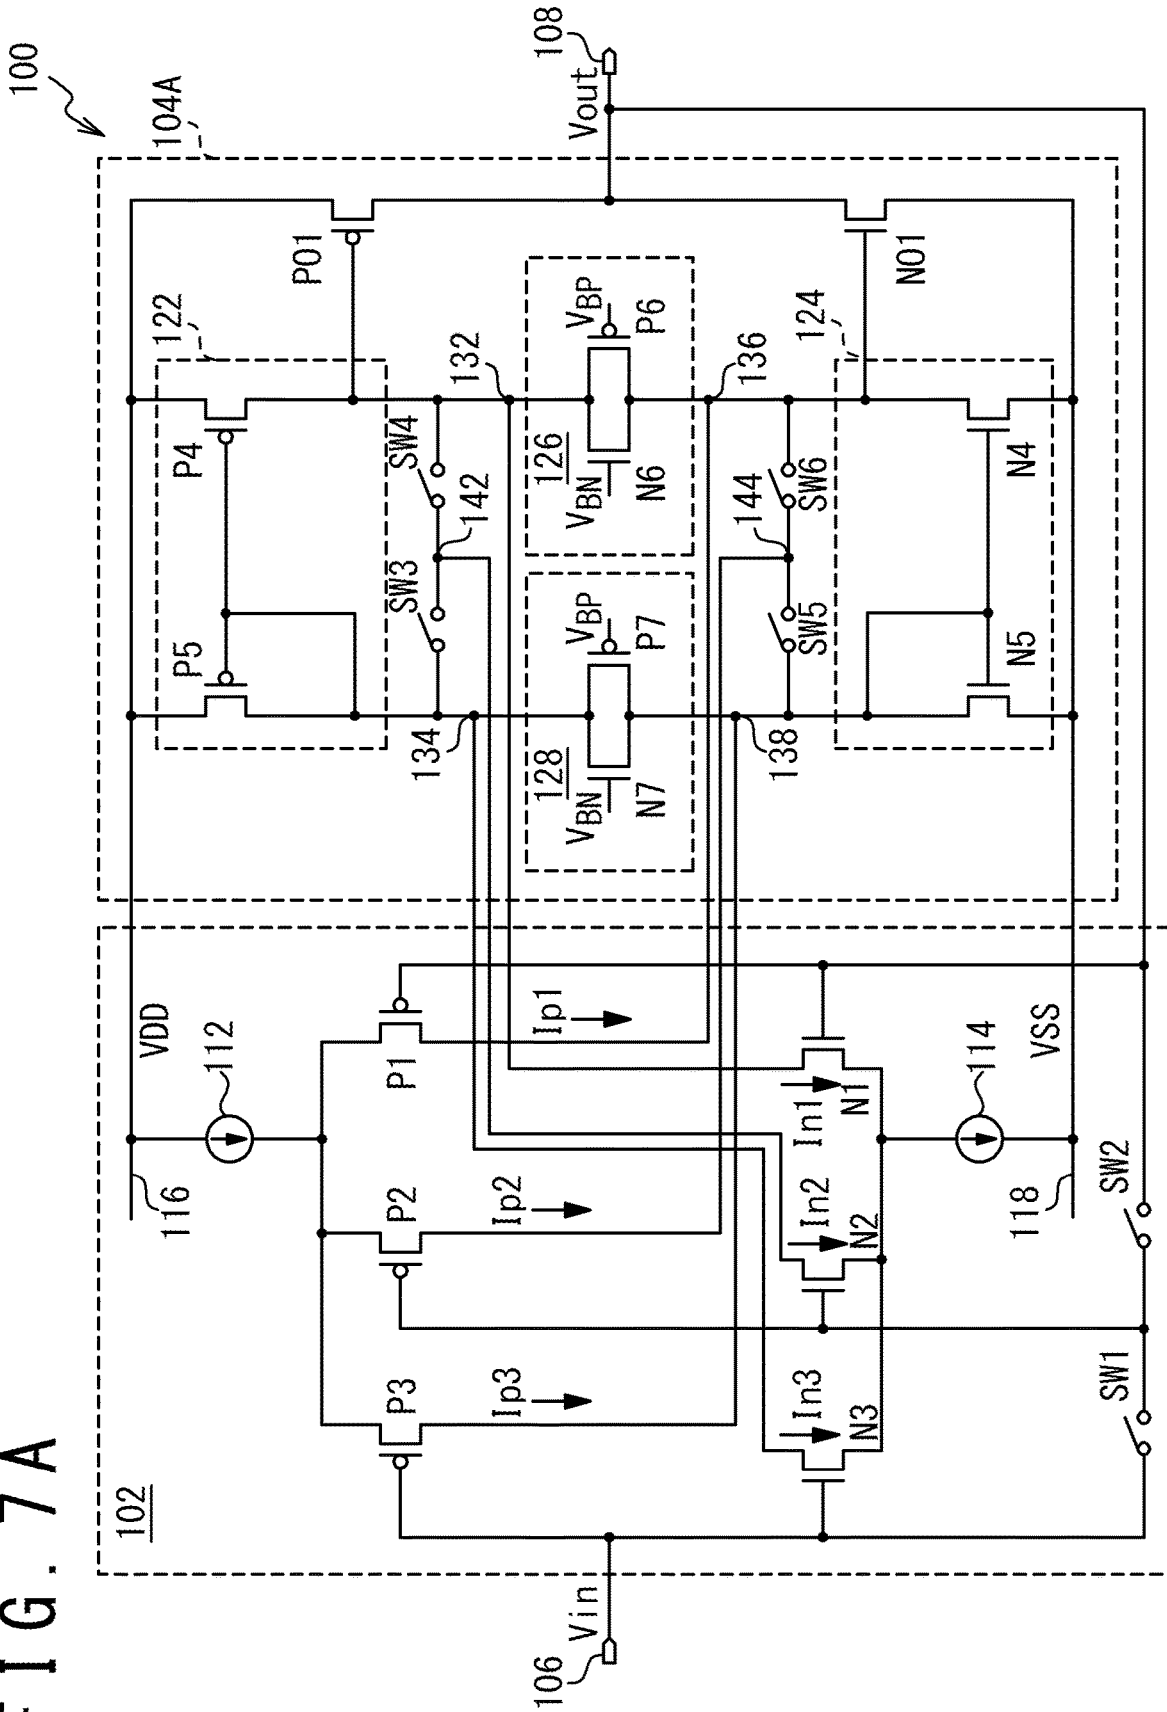 FIG. 7A
100
102
104A
VDD
116
112
122
P5
P4
P01
P3
P2
P1
SW3
SW4
142
134
132
Ip3
Ip2
Ip1
128
126
VBN
VBP
VBN
VBP
N7
P7
N6
P6
106
Vin
Vout
108
138
144
136
SW5
SW6
In3
In2
In1
N3
N2
N1
124
N01
N5
N4
114
118
VSS
SW1
SW2